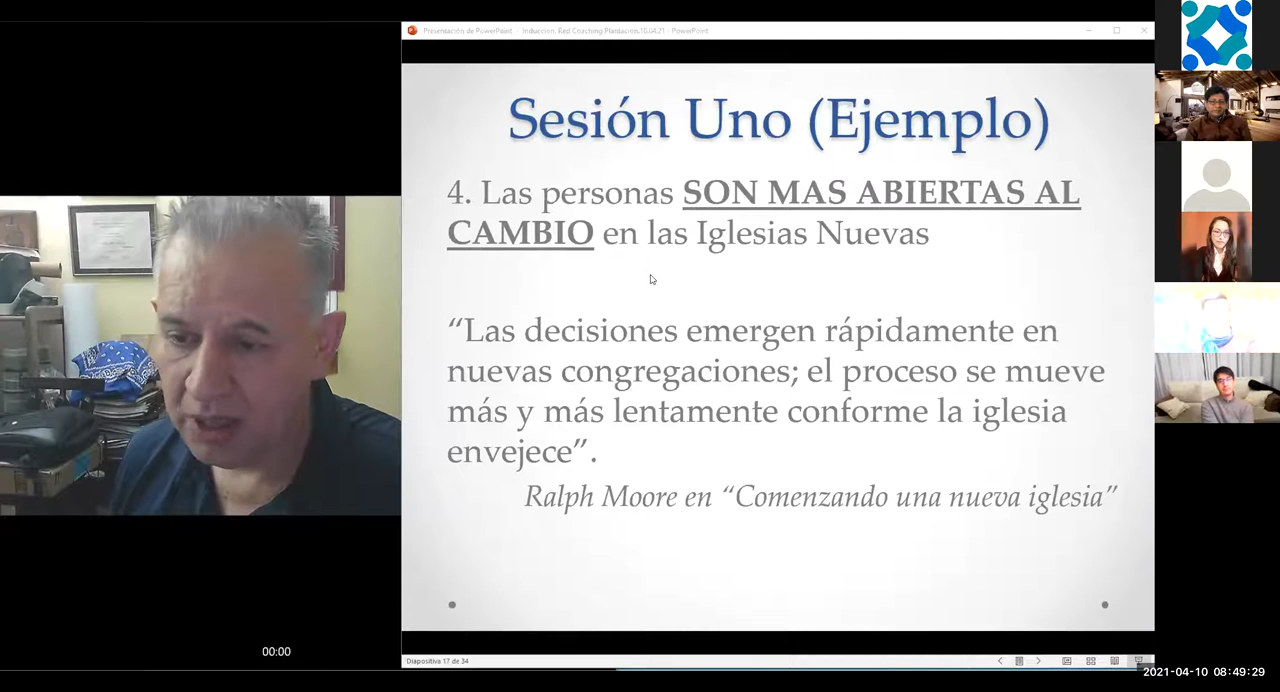 Presentación de PowerPoint - Induccion. Red Coaching Plantación.10.04.21 - PowerPoint
Sesión Uno (Ejemplo)
4. Las personas SON MAS ABIERTAS AL
CAMBIO en las Iglesias Nuevas
“Las decisiones emergen rápidamente en
nuevas congregaciones; el proceso se mueve
más y más lentamente conforme la iglesia
envejece”.
Ralph Moore en “Comenzando una nueva iglesia”
00:00
Diapositiva 17 de 34
2021-04-10 08:49:29